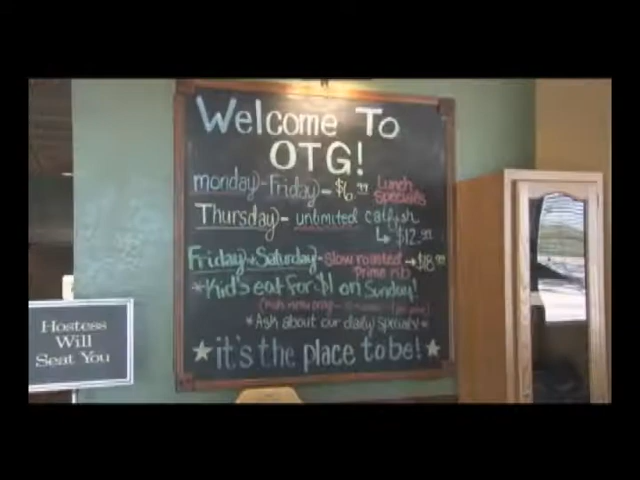 Welcome To
OTG!
monday-Friday-$6.99 Lunch Specials
Thursday- unlimited catfish
↳ $12.99
Friday+Saturday-Slow roasted Prime rib →$18.99
*Kid's eat for $1 on Sunday!
*Ask about our daily specialty*
★it's the place to be!★
Hostess
Will
Seat You